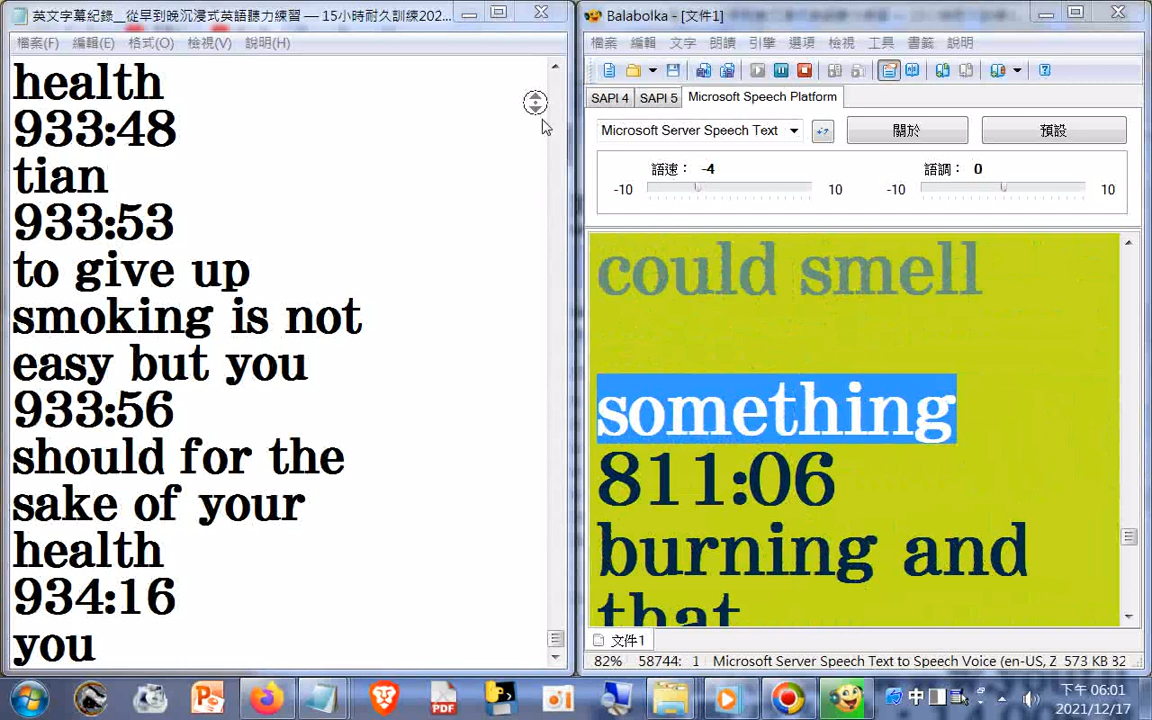 英文字幕紀錄__從早到晚沉浸式英語聽力練習 — 15小時耐久訓練202...
檔案(F) 編輯(E) 格式(O) 檢視(V) 說明(H)
health
933:48
tian
933:53
to give up
smoking is not
easy but you
933:56
should for the
sake of your
health
934:16
you
Balabolka - [文件1]
檔案 編輯 文字 朗讀 引擎 選項 檢視 工具 書籤 說明
SAPI 4 SAPI 5 Microsoft Speech Platform
Microsoft Server Speech Text 關於 預設
語速： -4 語調： 0
-10 10 -10 10
could smell
something
811:06
burning and
that
文件1
82% 58744: 1 Microsoft Server Speech Text to Speech Voice (en-US, Z 573 KB 32
PDF
中
下午 06:01
2021/12/17